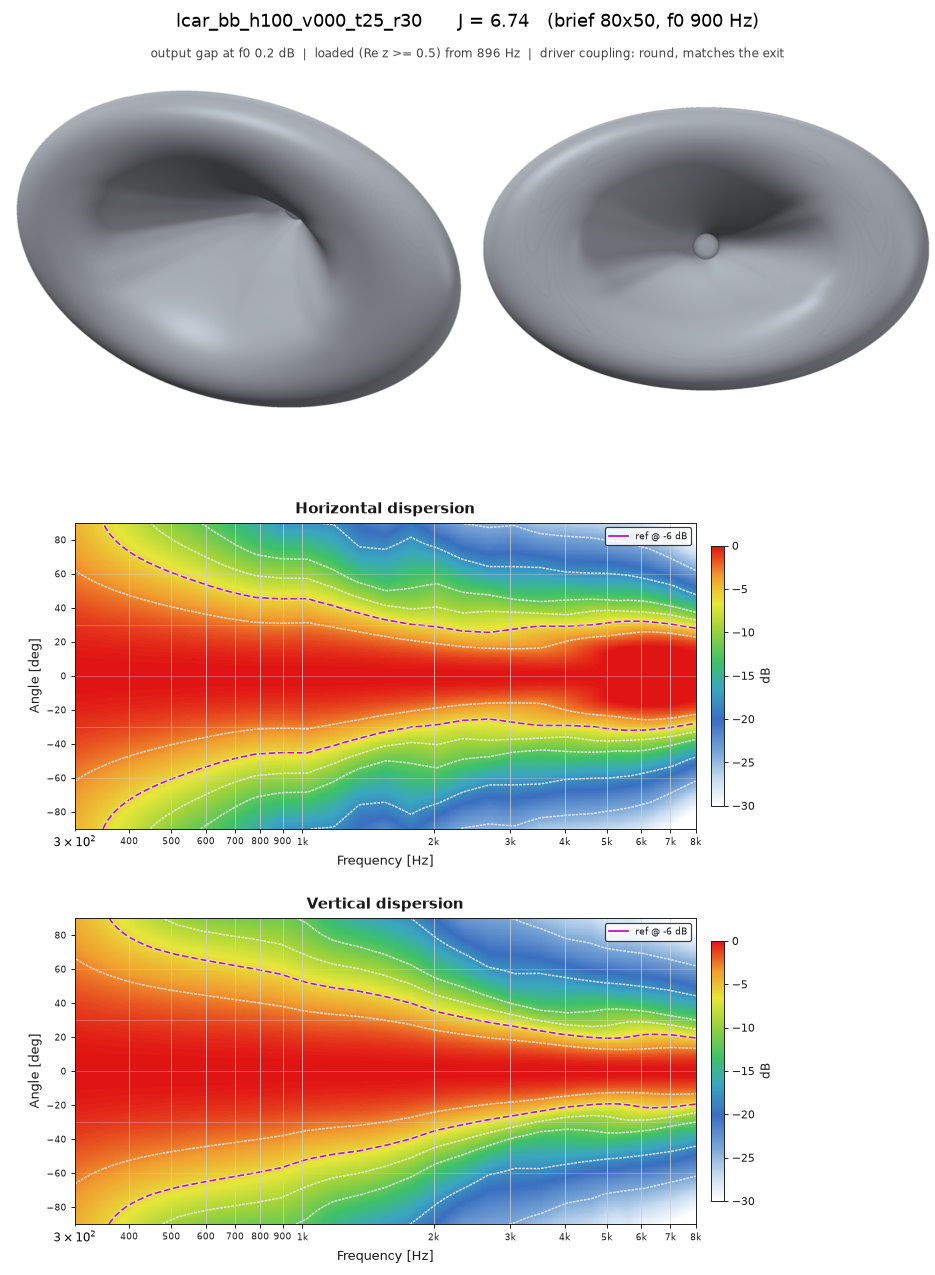 lcar_bb_h100_v000_t25_r30 J = 6.74 (brief 80x50, f0 900 Hz)
output gap at f0 0.2 dB | loaded (Re z >= 0.5) from 896 Hz | driver coupling: round, matches the exit
Horizontal dispersion
ref @ -6 dB
Angle [deg]
80
60
40
20
0
−20
−40
−60
−80
3 × 10² 400 500 600 700 800 900 1k 2k 3k 4k 5k 6k 7k 8k
Frequency [Hz]
0
−5
−10
−15
−20
−25
−30
dB
Vertical dispersion
ref @ -6 dB
Angle [deg]
80
60
40
20
0
−20
−40
−60
−80
3 × 10² 400 500 600 700 800 900 1k 2k 3k 4k 5k 6k 7k 8k
Frequency [Hz]
0
−5
−10
−15
−20
−25
−30
dB